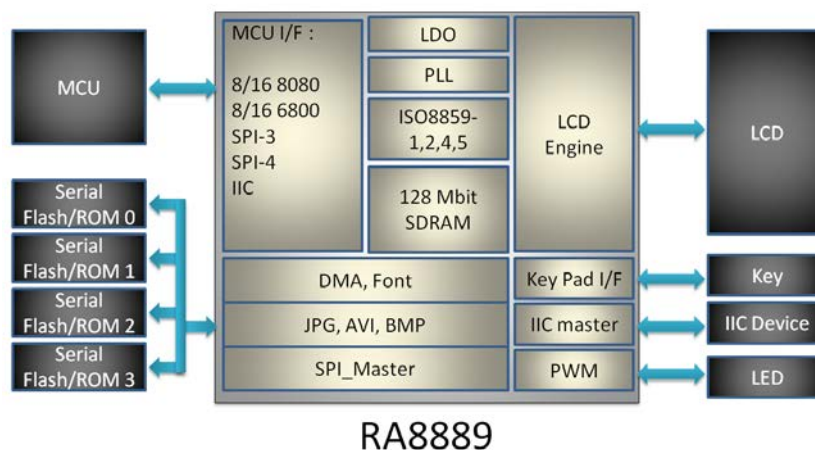 MCU
Serial
Flash/ROM 0
Serial
Flash/ROM 1
Serial
Flash/ROM 2
Serial
Flash/ROM 3
MCU I/F :
8/16 8080
8/16 6800
SPI-3
SPI-4
IIC
LDO
PLL
ISO8859-
1,2,4,5
128 Mbit
SDRAM
LCD
Engine
DMA, Font
JPG, AVI, BMP
SPI_Master
Key Pad I/F
IIC master
PWM
LCD
Key
IIC Device
LED
RA8889